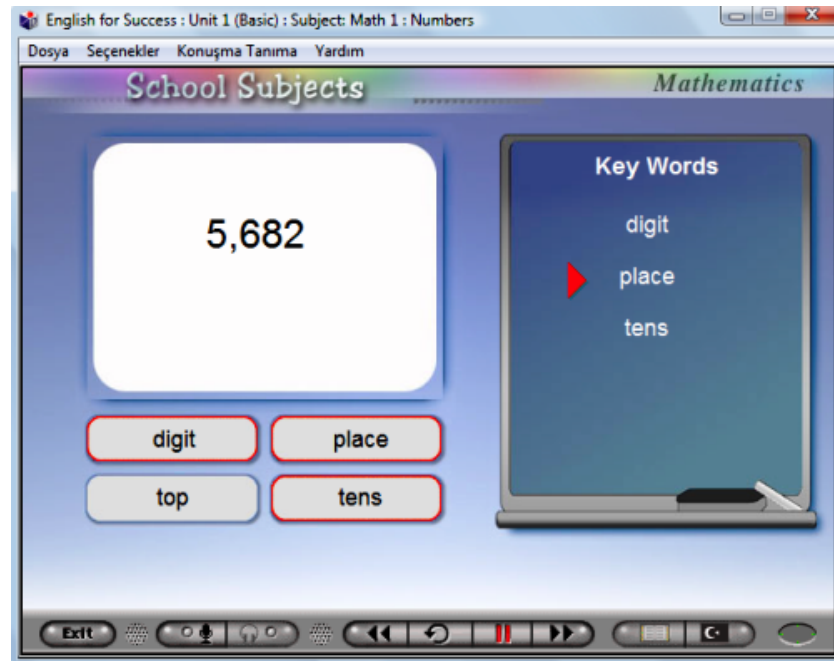 English for Success : Unit 1 (Basic) : Subject: Math 1 : Numbers
Dosya Seçenekler Konuşma Tanıma Yardım
School Subjects
Mathematics
5,682
Key Words
digit
place
tens
digit
place
top
tens
Exit